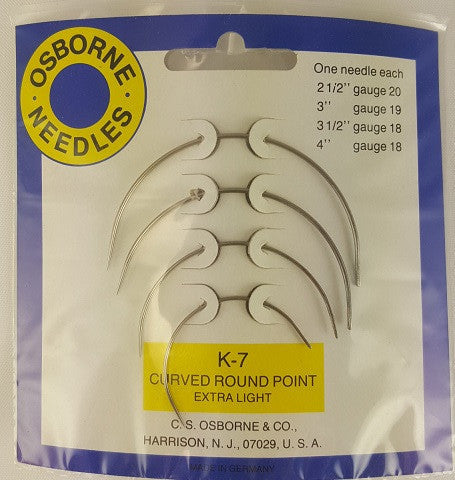 · OSBORNE ·
NEEDLES
One needle each
2 1/2'' gauge 20
3'' gauge 19
3 1/2'' gauge 18
4'' gauge 18
K-7
CURVED ROUND POINT
EXTRA LIGHT
C. S. OSBORNE & CO.,
HARRISON, N. J., 07029, U. S. A.
MADE IN GERMANY